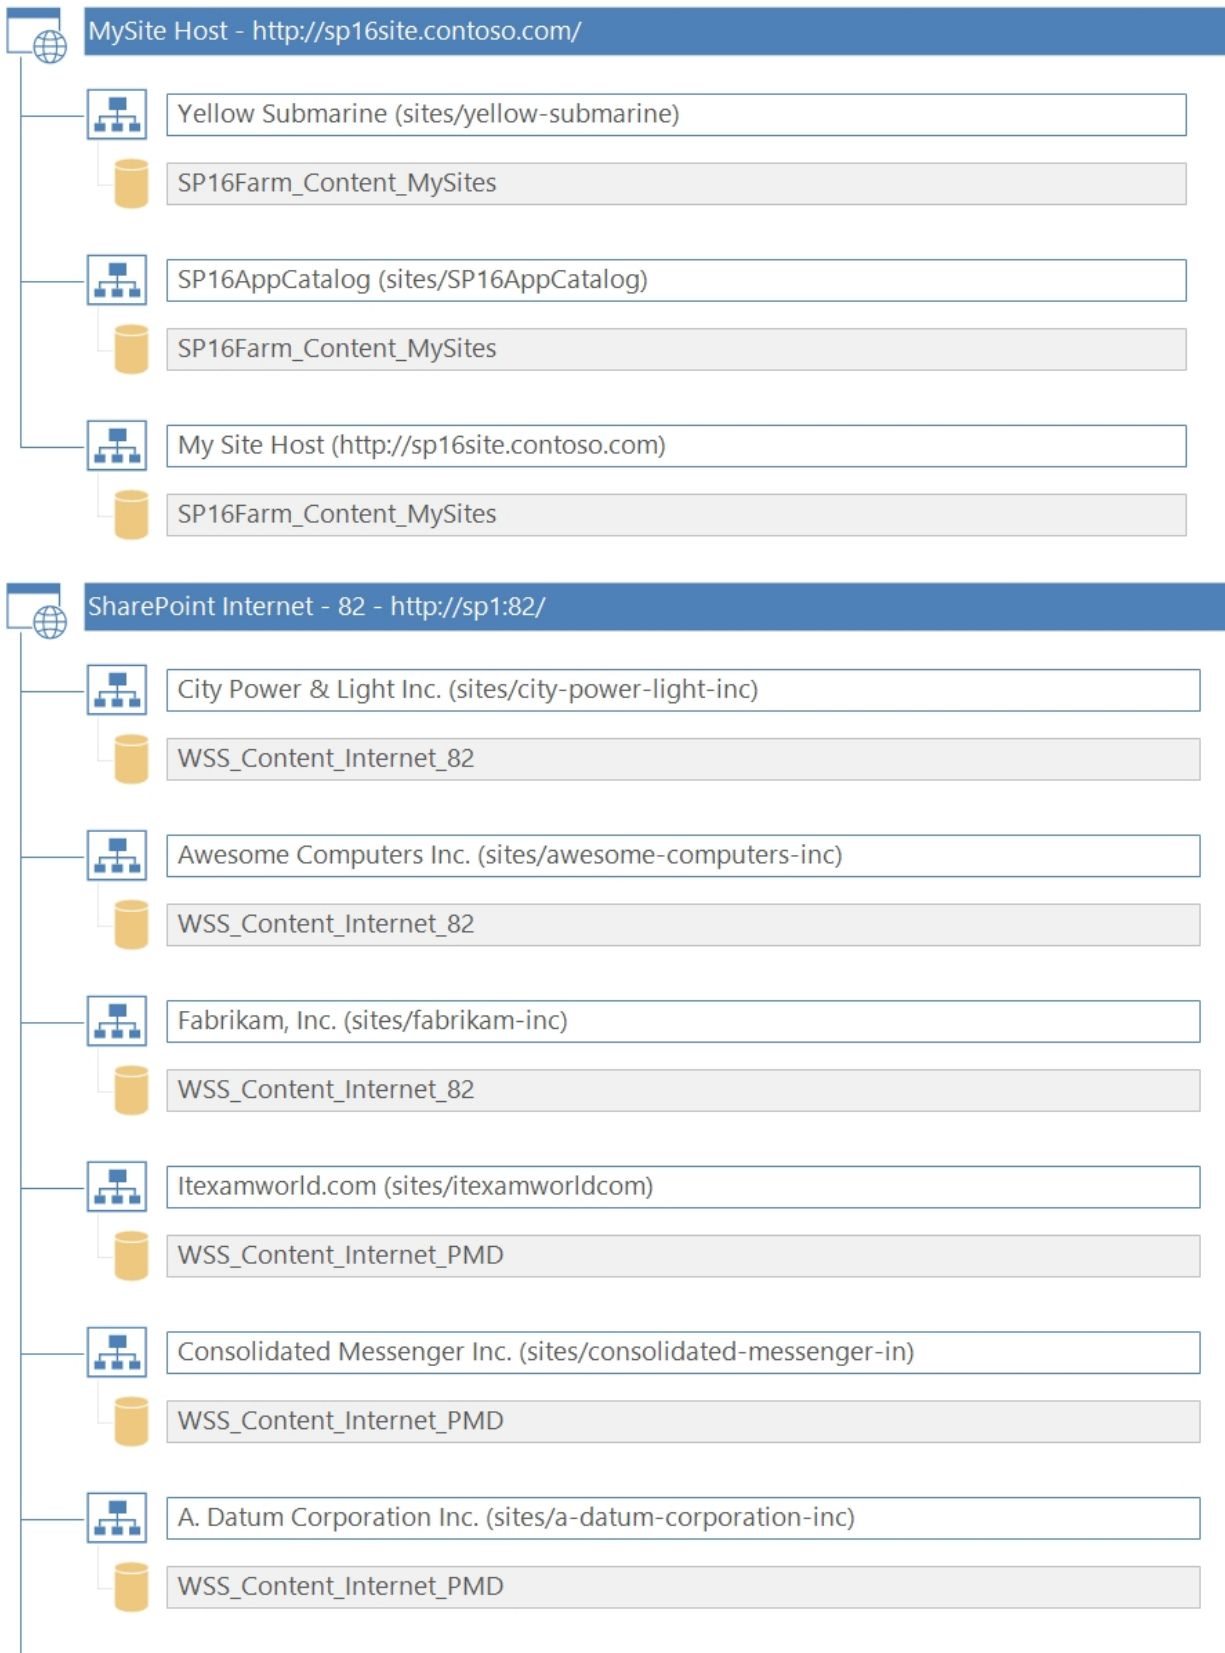 MySite Host - http://sp16site.contoso.com/
Yellow Submarine (sites/yellow-submarine)
SP16Farm_Content_MySites
SP16AppCatalog (sites/SP16AppCatalog)
SP16Farm_Content_MySites
My Site Host (http://sp16site.contoso.com)
SP16Farm_Content_MySites
SharePoint Internet - 82 - http://sp1:82/
City Power & Light Inc. (sites/city-power-light-inc)
WSS_Content_Internet_82
Awesome Computers Inc. (sites/awesome-computers-inc)
WSS_Content_Internet_82
Fabrikam, Inc. (sites/fabrikam-inc)
WSS_Content_Internet_82
Itexamworld.com (sites/itexamworldcom)
WSS_Content_Internet_PMD
Consolidated Messenger Inc. (sites/consolidated-messenger-in)
WSS_Content_Internet_PMD
A. Datum Corporation Inc. (sites/a-datum-corporation-inc)
WSS_Content_Internet_PMD